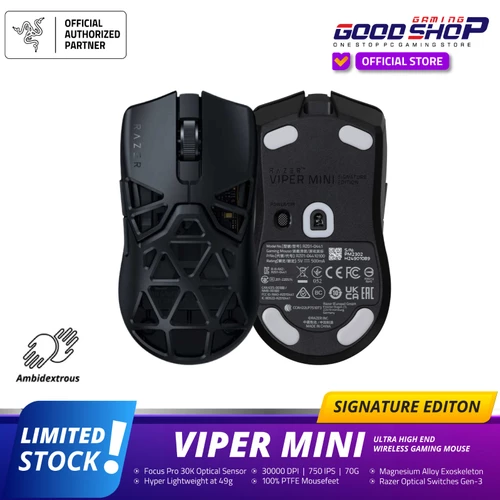 OFFICIAL
AUTHORIZED
PARTNER
GAMING
GOODSHOP
ONE STOP PC GAMING STORE
OFFICIAL STORE
RAZER
RAZER
VIPER MINI SIGNATURE
EDITION
Ambidextrous
SIGNATURE EDITON
LIMITED
STOCK!
VIPER MINI
ULTRA HIGH END
WIRELESS GAMING MOUSE
• Focus Pro 30K Optical Sensor
• Hyper Lightweight at 49g
• 30000 DPI | 750 IPS | 70G
• 100% PTFE Mousefeet
• Magnesium Alloy Exoskeleton
• Razer Optical Switches Gen-3